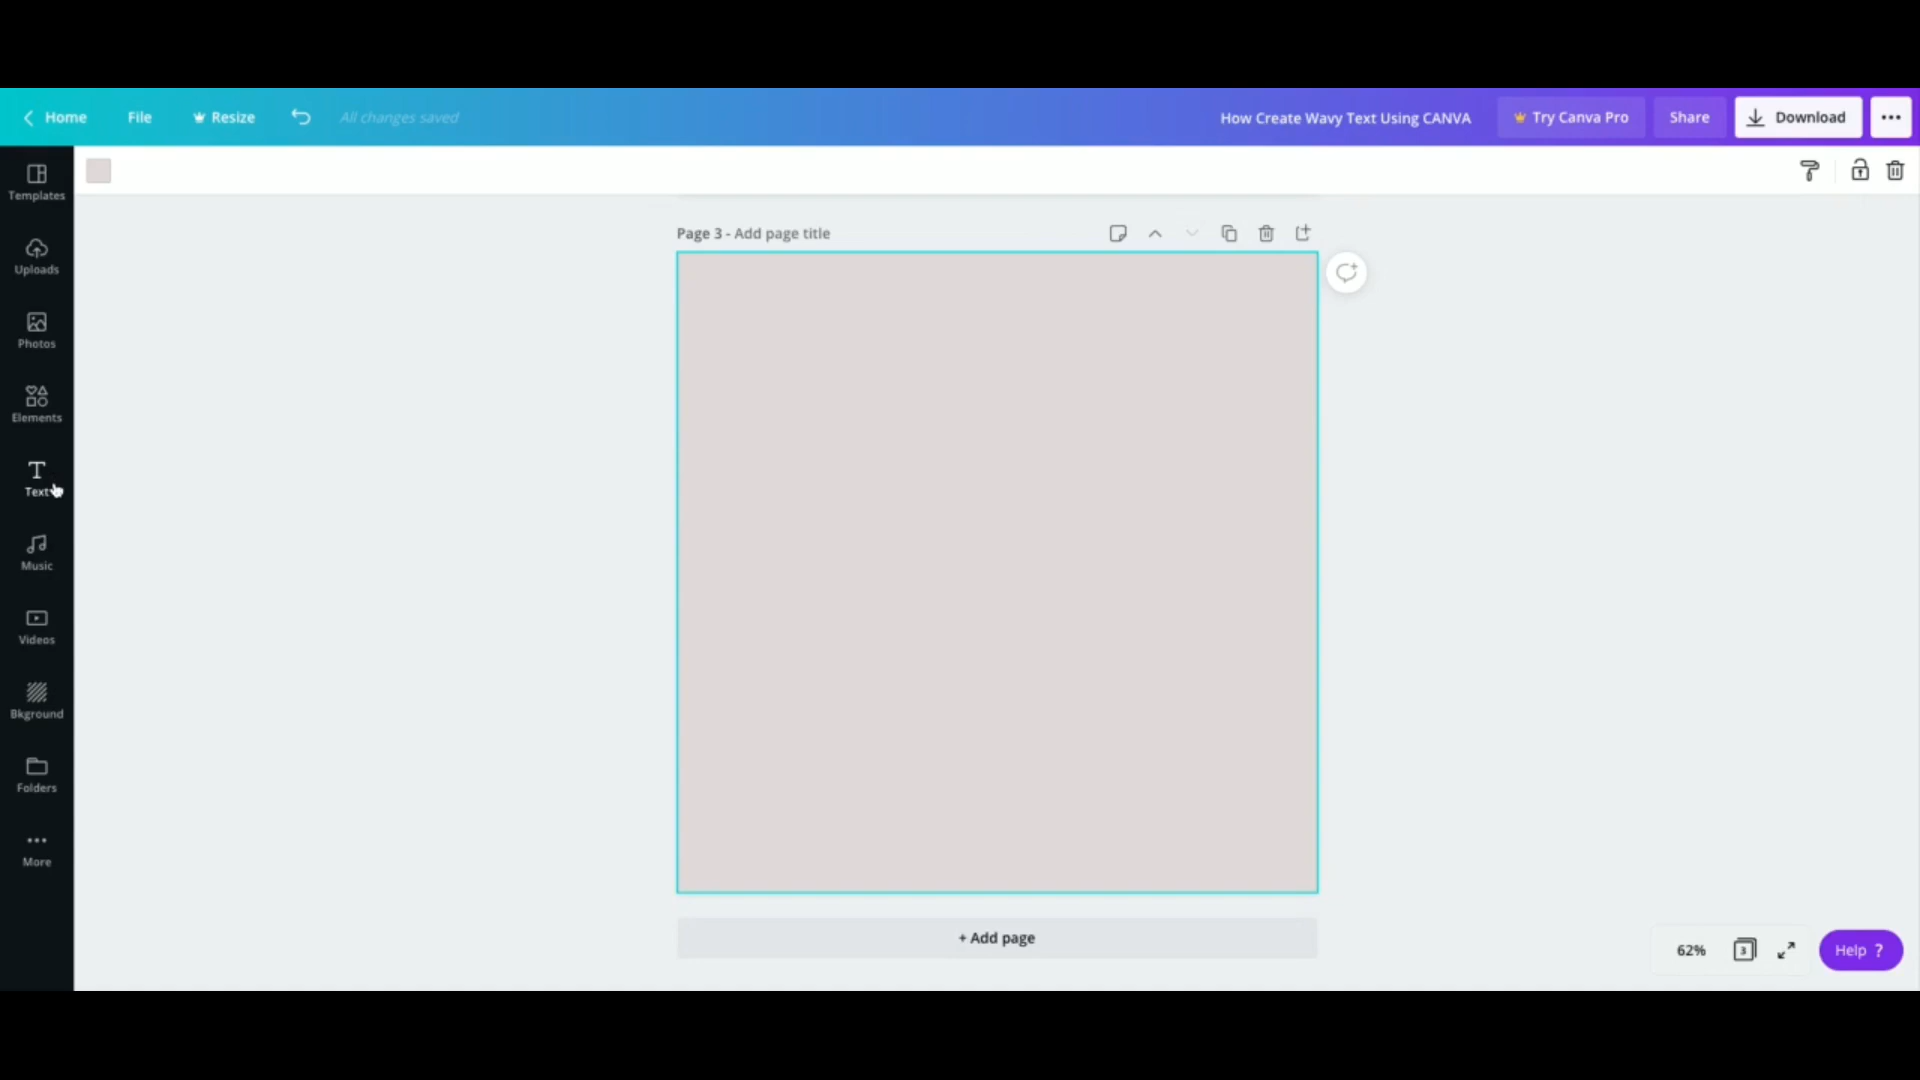 Home File Resize All changes saved How Create Wavy Text Using CANVA Try Canva Pro Share Download
Templates
Page 3 - Add page title
Uploads
Photos
Elements
Text
Music
Videos
Bkground
Folders
More
+ Add page
62% 3 Help ?